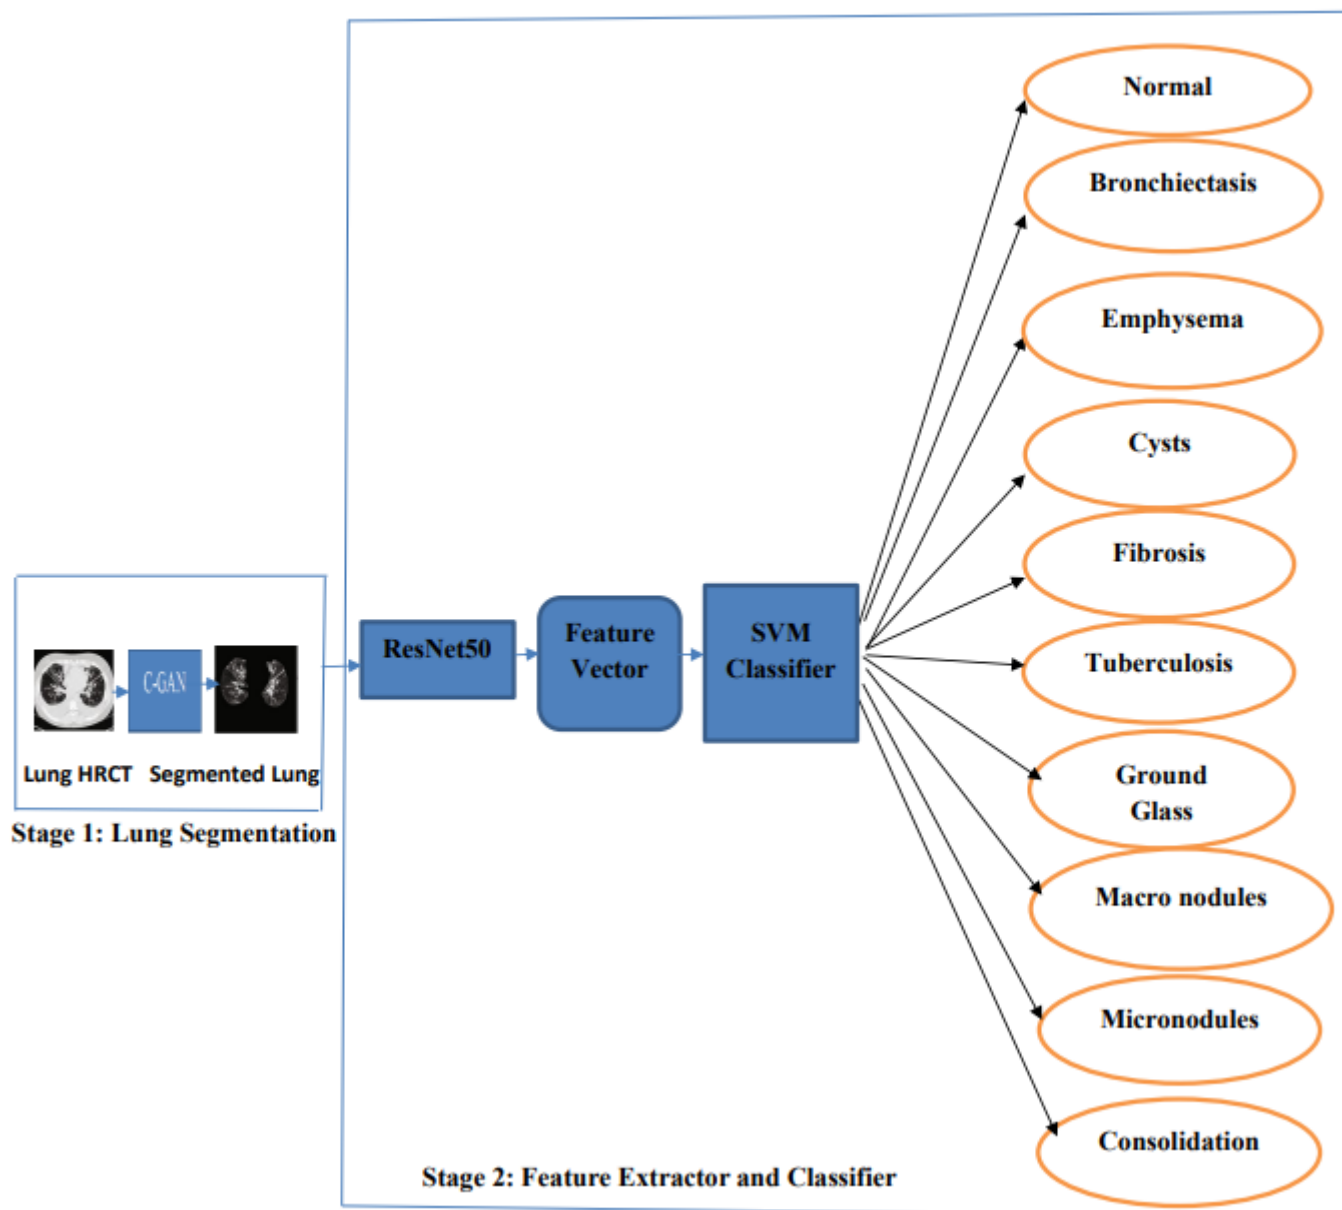 Normal
Bronchiectasis
Emphysema
Cysts
Fibrosis
Tuberculosis
Ground
Glass
Macro nodules
Micronodules
Consolidation
ResNet50
Feature
Vector
SVM
Classifier
C-GAN
Lung HRCT
Segmented Lung
Stage 1: Lung Segmentation
Stage 2: Feature Extractor and Classifier